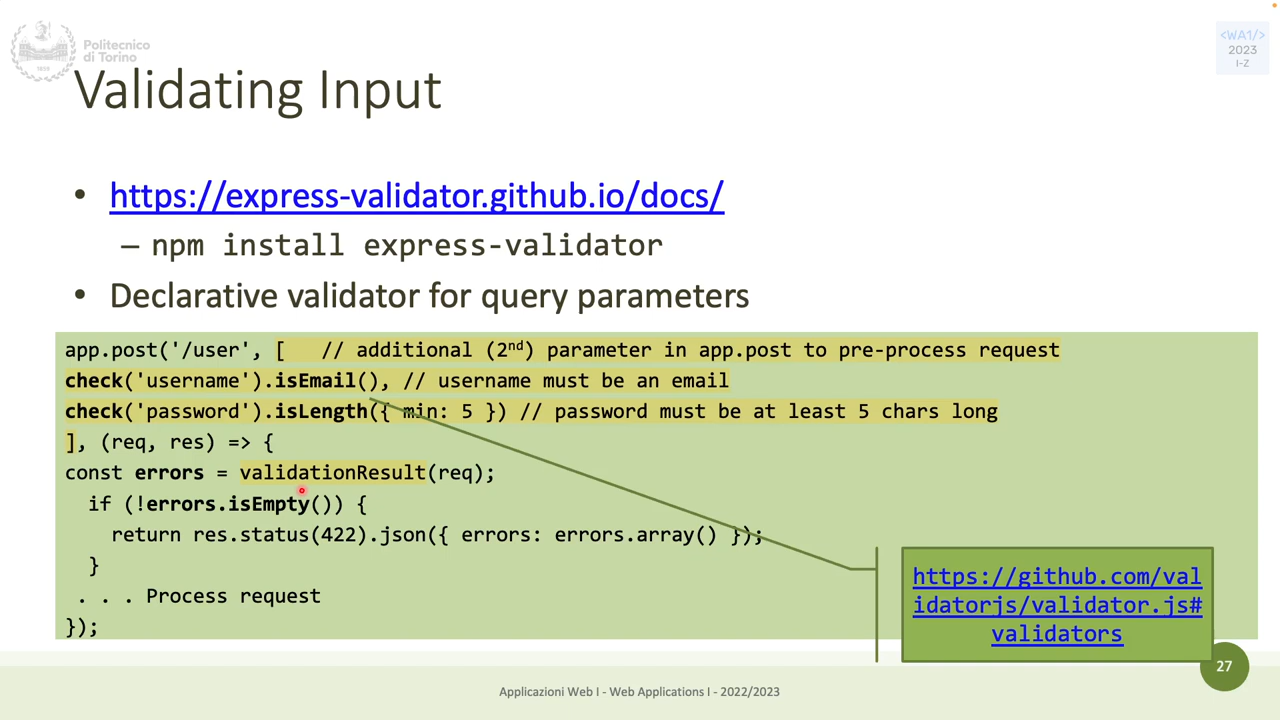 Politecnico
di Torino
1859
<WA1/>
2023
I-Z
Validating Input
• https://express-validator.github.io/docs/
– npm install express-validator
• Declarative validator for query parameters
app.post('/user', [ // additional (2nd) parameter in app.post to pre-process request
check('username').isEmail(), // username must be an email
check('password').isLength({ min: 5 }) // password must be at least 5 chars long
], (req, res) => {
const errors = validationResult(req);
if (!errors.isEmpty()) {
return res.status(422).json({ errors: errors.array() });
}
. . . Process request
});
https://github.com/val
idatorjs/validator.js#
validators
27
Applicazioni Web I - Web Applications I - 2022/2023